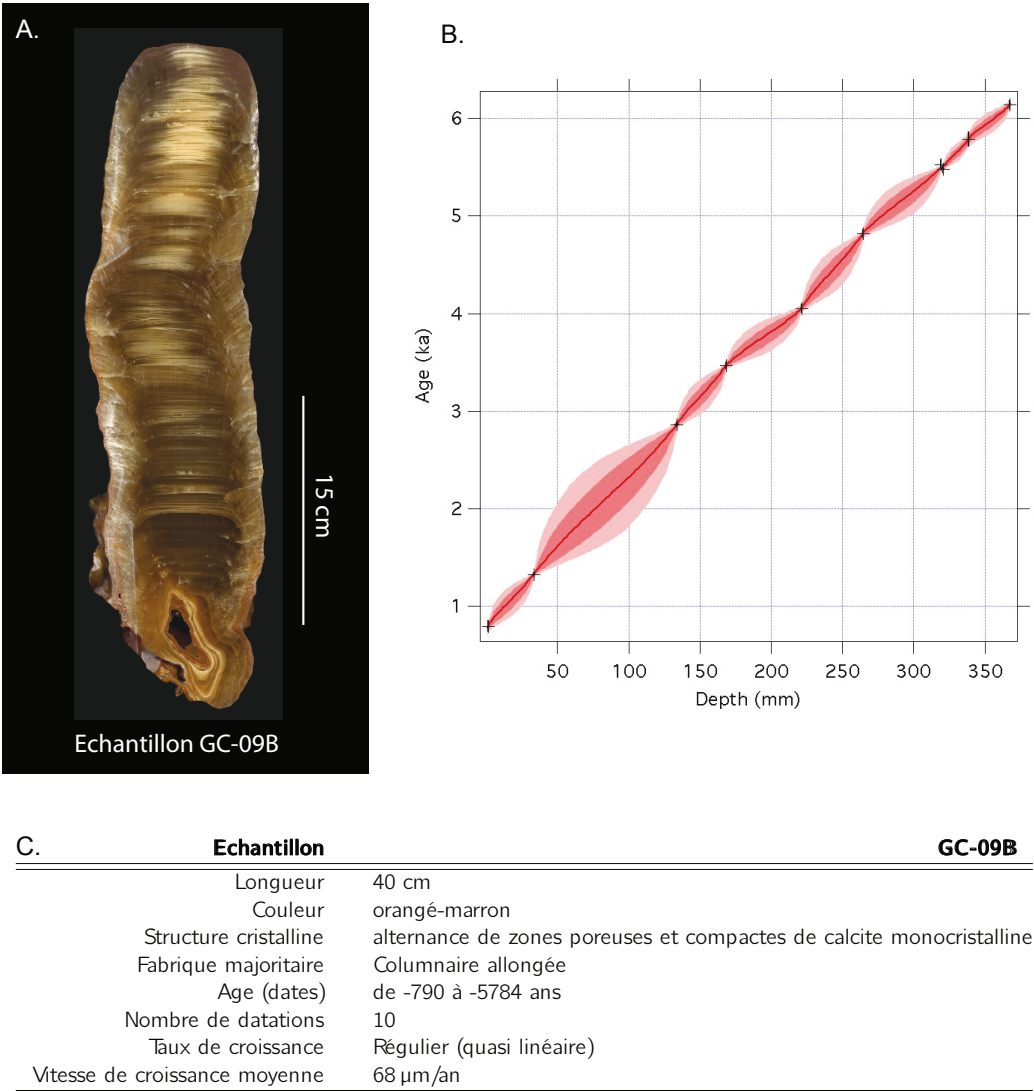 A.
15 cm
Echantillon GC-09B
B.
6
5
4
3
2
1
Age (ka)
50 100 150 200 250 300 350
Depth (mm)
C. Echantillon GC-09B
Longueur 40 cm
Couleur orangé-marron
Structure cristalline alternance de zones poreuses et compactes de calcite monocristalline
Fabrique majoritaire Columnaire allongée
Age (dates) de -790 à -5784 ans
Nombre de datations 10
Taux de croissance Régulier (quasi linéaire)
Vitesse de croissance moyenne 68 µm/an